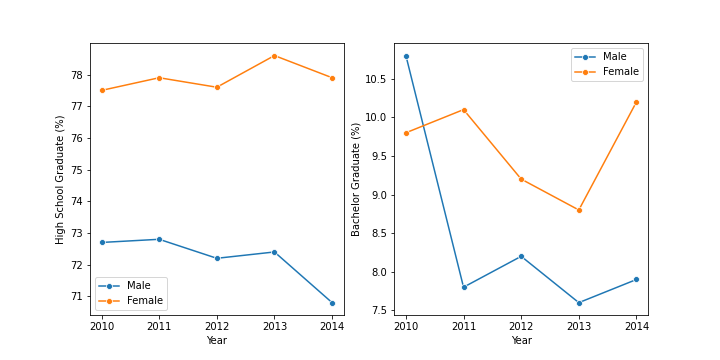 78
77
76
75
74
73
72
71
High School Graduate (%)
Male
Female
2010 2011 2012 2013 2014
Year
10.5
10.0
9.5
9.0
8.5
8.0
7.5
Bachelor Graduate (%)
Male
Female
2010 2011 2012 2013 2014
Year